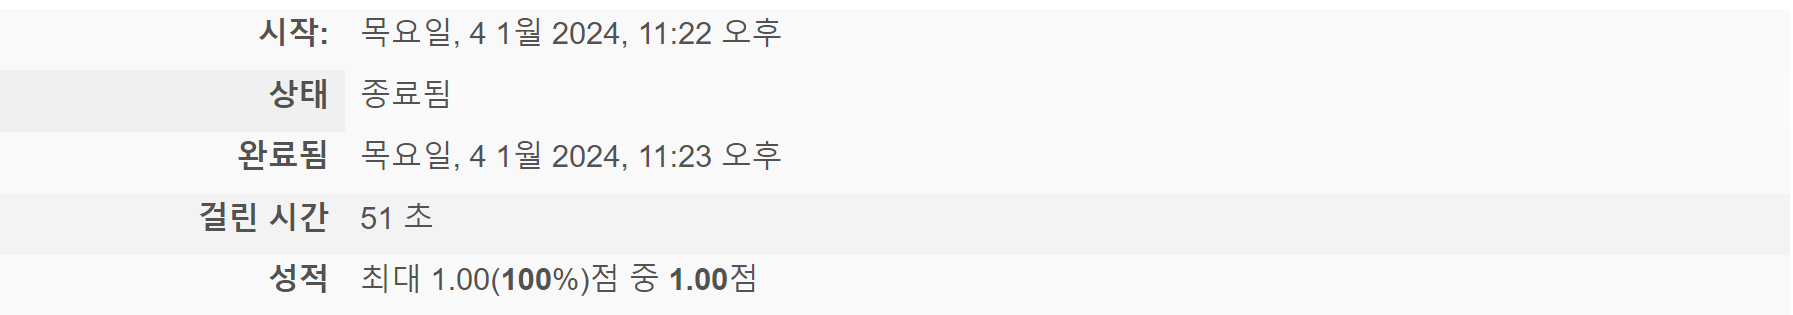 시작: 목요일, 4 1월 2024, 11:22 오후
상태 종료됨
완료됨 목요일, 4 1월 2024, 11:23 오후
걸린 시간 51 초
성적 최대 1.00(100%)점 중 1.00점